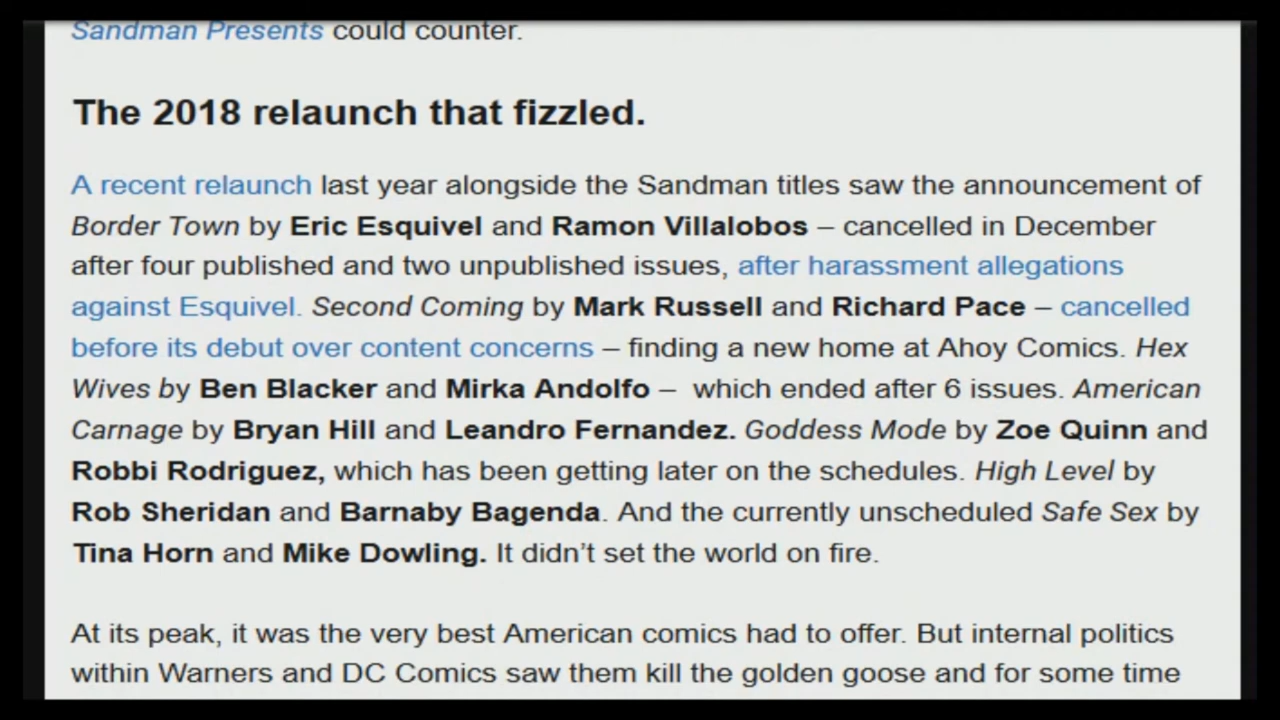 Sandman Presents could counter.
The 2018 relaunch that fizzled.
A recent relaunch last year alongside the Sandman titles saw the announcement of
Border Town by Eric Esquivel and Ramon Villalobos – cancelled in December
after four published and two unpublished issues, after harassment allegations
against Esquivel. Second Coming by Mark Russell and Richard Pace – cancelled
before its debut over content concerns – finding a new home at Ahoy Comics. Hex
Wives by Ben Blacker and Mirka Andolfo – which ended after 6 issues. American
Carnage by Bryan Hill and Leandro Fernandez. Goddess Mode by Zoe Quinn and
Robbi Rodriguez, which has been getting later on the schedules. High Level by
Rob Sheridan and Barnaby Bagenda. And the currently unscheduled Safe Sex by
Tina Horn and Mike Dowling. It didn’t set the world on fire.
At its peak, it was the very best American comics had to offer. But internal politics
within Warners and DC Comics saw them kill the golden goose and for some time